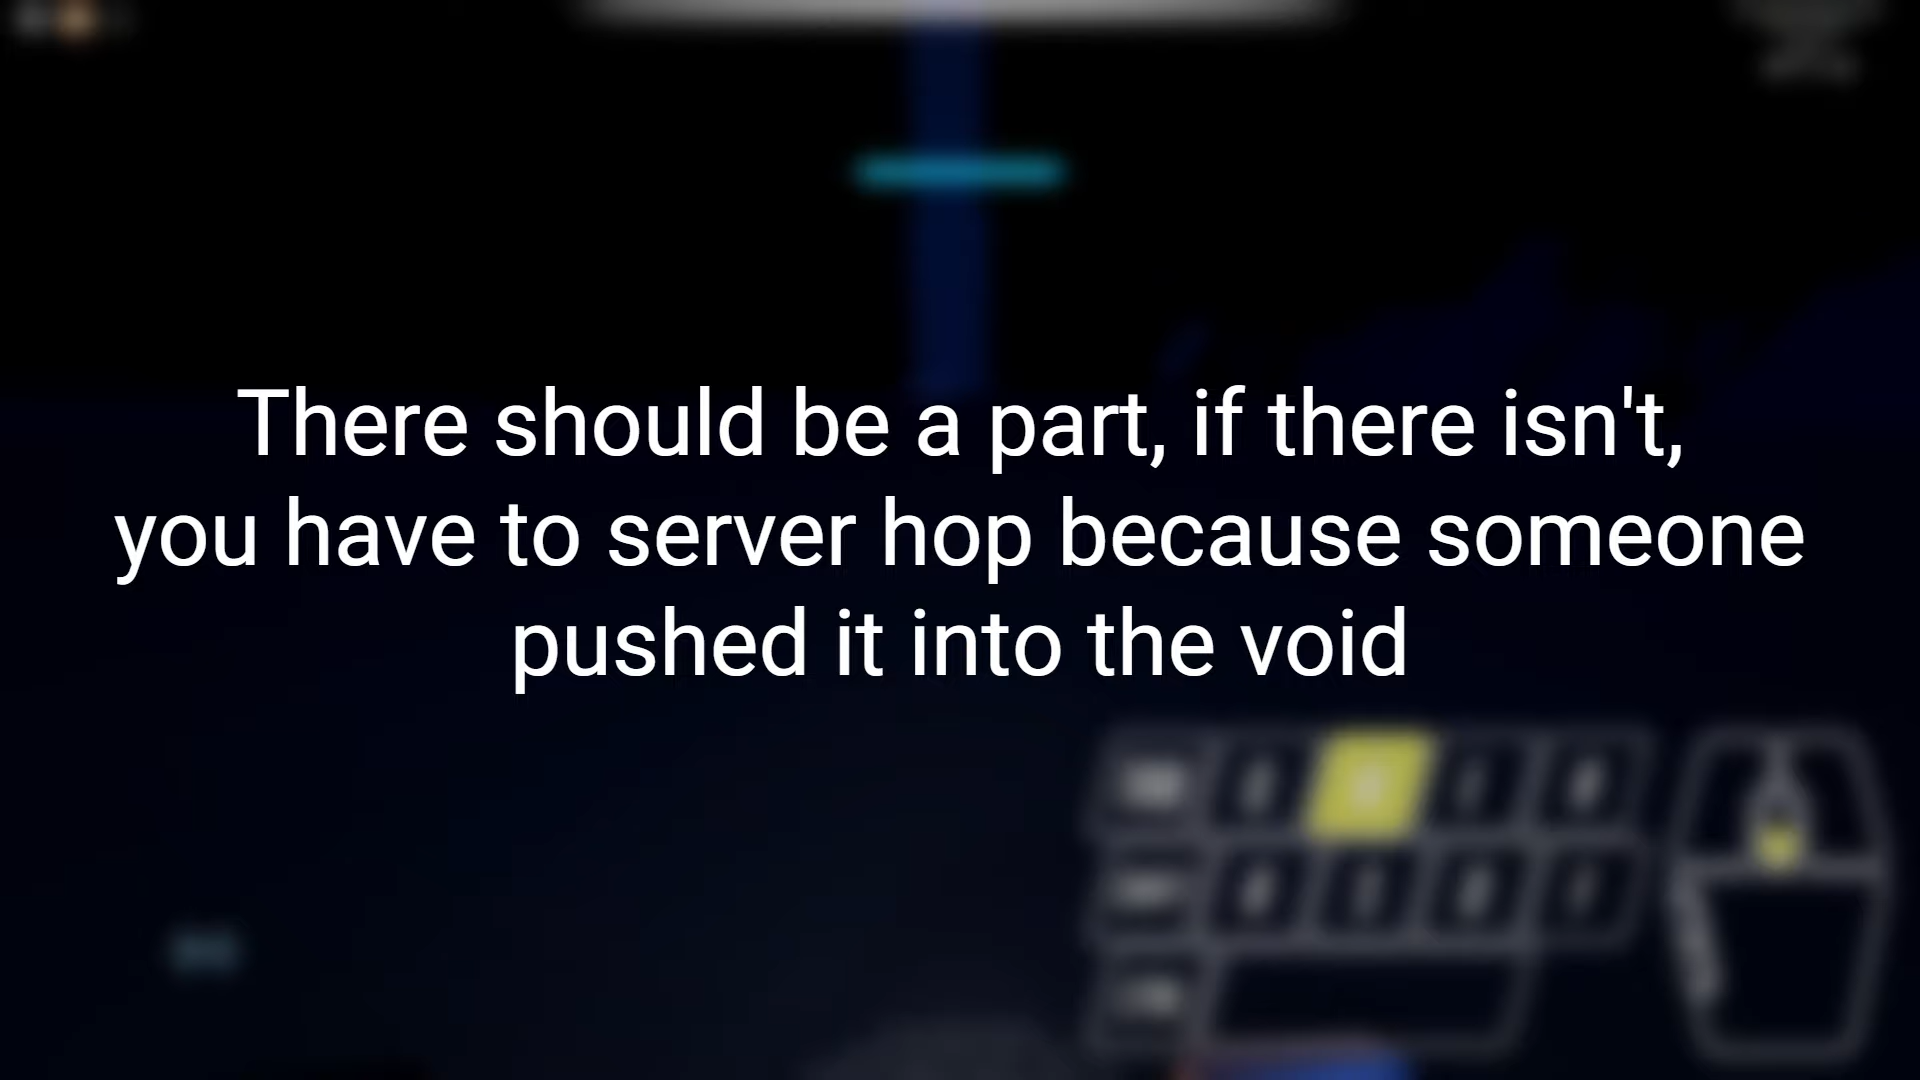 There should be a part, if there isn't,
you have to server hop because someone
pushed it into the void